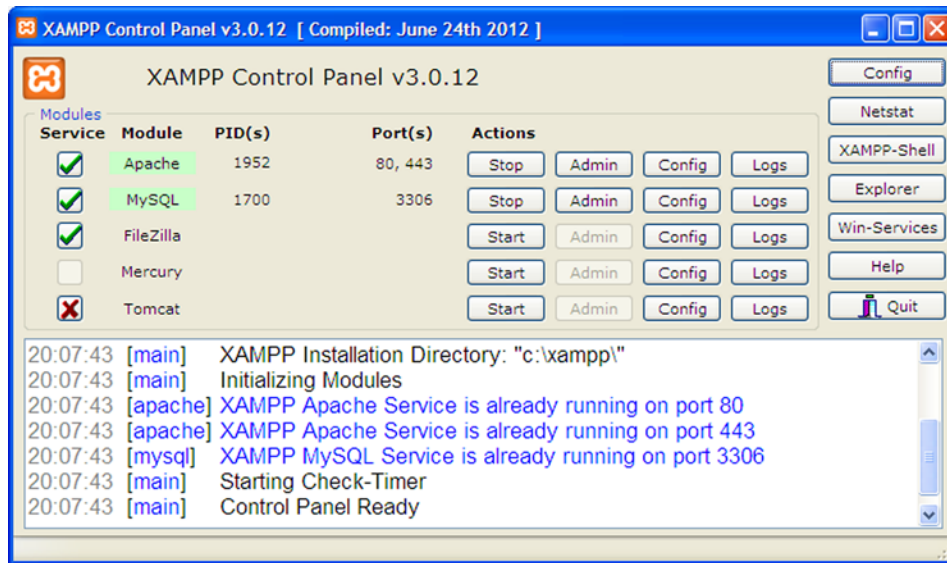 XAMPP Control Panel v3.0.12 [ Compiled: June 24th 2012 ]
XAMPP Control Panel v3.0.12
Config
Modules
Netstat
Service Module PID(s) Port(s) Actions
XAMPP-Shell
Apache 1952 80, 443 Stop Admin Config Logs
Explorer
MySQL 1700 3306 Stop Admin Config Logs
Win-Services
FileZilla Start Admin Config Logs
Help
Mercury Start Admin Config Logs
Quit
Tomcat Start Admin Config Logs
20:07:43 [main] XAMPP Installation Directory: "c:\xampp\"
20:07:43 [main] Initializing Modules
20:07:43 [apache] XAMPP Apache Service is already running on port 80
20:07:43 [apache] XAMPP Apache Service is already running on port 443
20:07:43 [mysql] XAMPP MySQL Service is already running on port 3306
20:07:43 [main] Starting Check-Timer
20:07:43 [main] Control Panel Ready